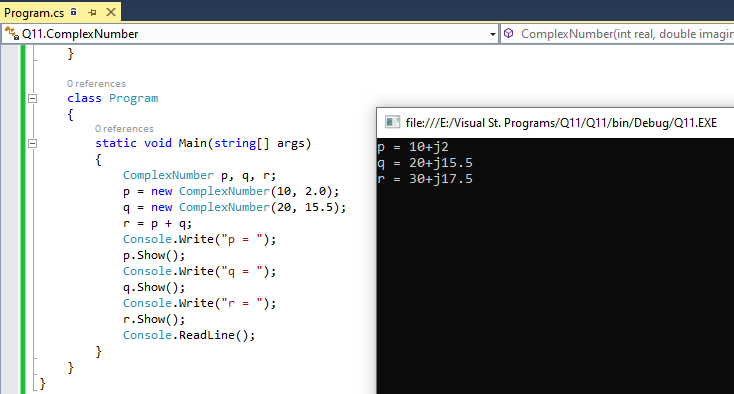 Program.cs
Q11.ComplexNumber
ComplexNumber(int real, double imagin
}
0 references
class Program
{
0 references
static void Main(string[] args)
{
ComplexNumber p, q, r;
p = new ComplexNumber(10, 2.0);
q = new ComplexNumber(20, 15.5);
r = p + q;
Console.Write("p = ");
p.Show();
Console.Write("q = ");
q.Show();
Console.Write("r = ");
r.Show();
Console.ReadLine();
}
}
}
file:///E:/Visual St. Programs/Q11/Q11/bin/Debug/Q11.EXE
p = 10+j2
q = 20+j15.5
r = 30+j17.5